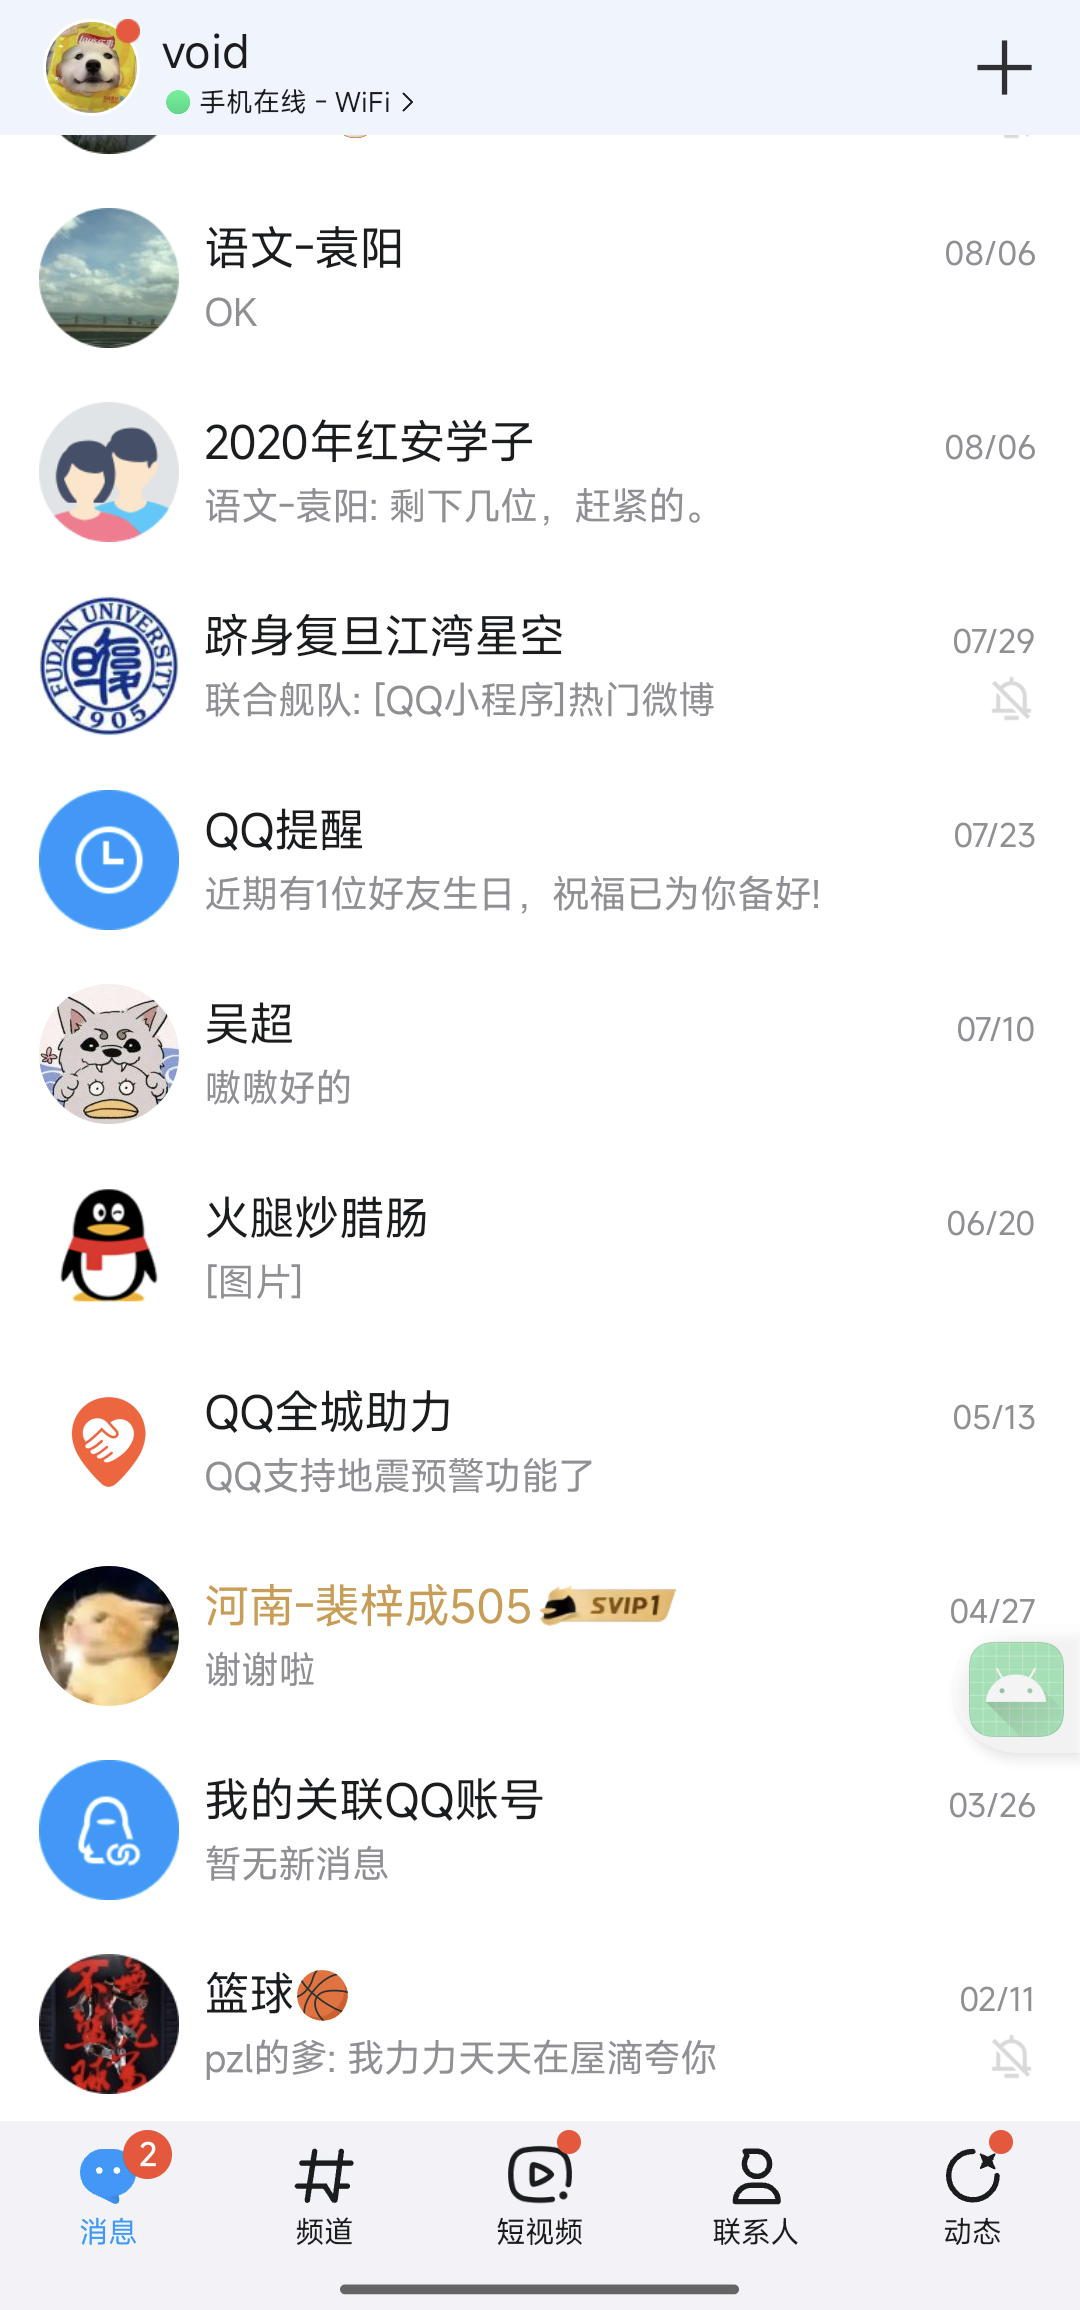 void
手机在线 - WiFi >
语文-袁阳
08/06
OK
2020年红安学子
08/06
语文-袁阳: 剩下几位，赶紧的。
FUDAN UNIVERSITY
1905
跻身复旦江湾星空
07/29
联合舰队: [QQ小程序]热门微博
QQ提醒
07/23
近期有1位好友生日，祝福已为你备好!
吴超
07/10
嗷嗷好的
火腿炒腊肠
06/20
[图片]
QQ全城助力
05/13
QQ支持地震预警功能了
河南-裴梓成505 SVIP1
04/27
谢谢啦
我的关联QQ账号
03/26
暂无新消息
篮球🏀
02/11
pzl的爹: 我力力天天在屋滴夸你
2
消息
频道
短视频
联系人
动态